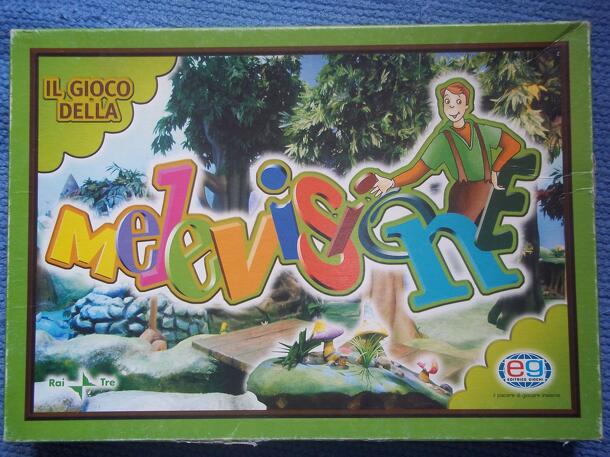 IL GIOCO
DELLA
MELEVISIONE
Rai Tre
eg
EDITRICE GIOCHI
il piacere di giocare insieme